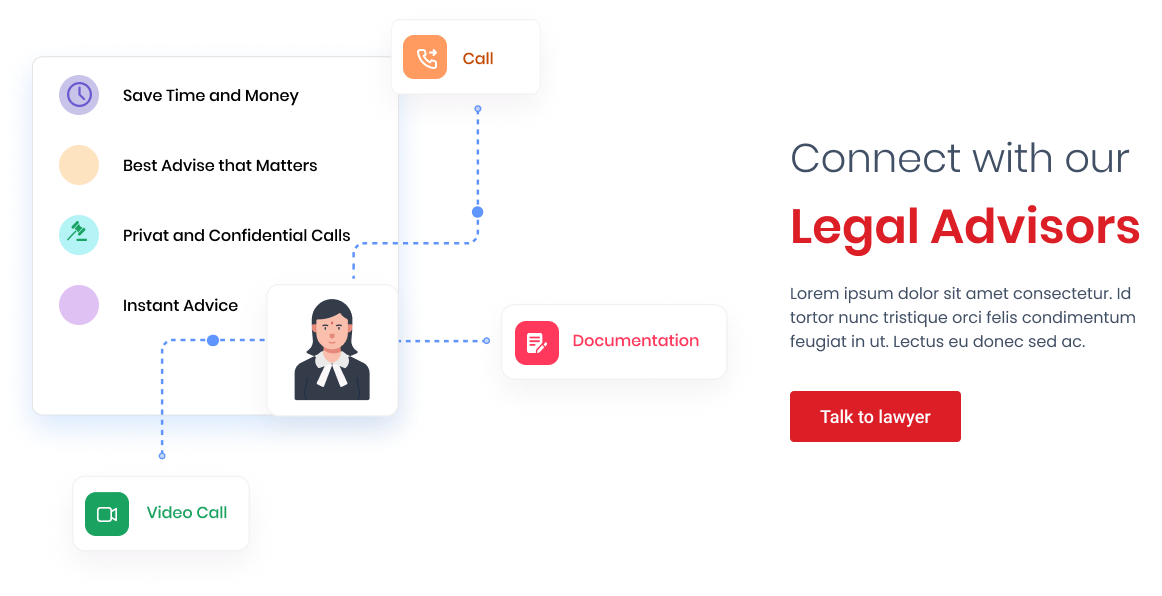 Call
Save Time and Money
Best Advise that Matters
Privat and Confidential Calls
Instant Advice
Documentation
Video Call
Connect with our
Legal Advisors
Lorem ipsum dolor sit amet consectetur. Id
tortor nunc tristique orci felis condimentum
feugiat in ut. Lectus eu donec sed ac.
Talk to lawyer